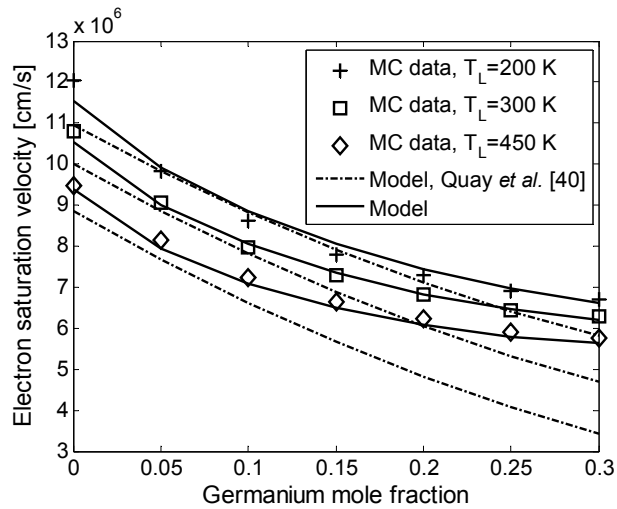 x 10^6
13
12
11
10
9
8
7
6
5
4
3
Electron saturation velocity [cm/s]
MC data, T_L=200 K
MC data, T_L=300 K
MC data, T_L=450 K
Model, Quay et al. [40]
Model
0 0.05 0.1 0.15 0.2 0.25 0.3
Germanium mole fraction